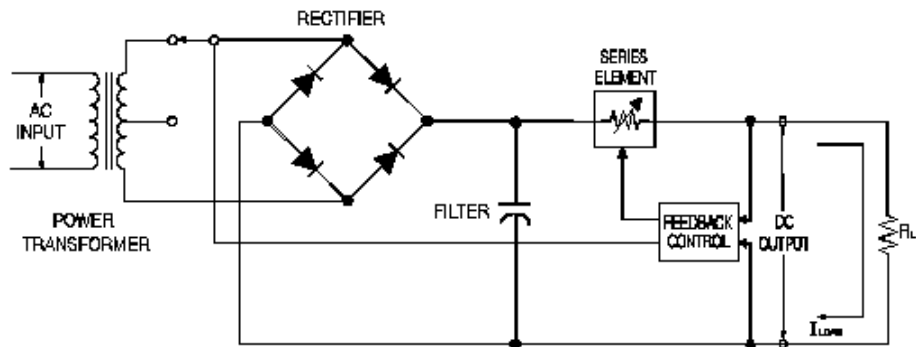 RECTIFIER
SERIES
ELEMENT
AC
INPUT
FILTER
POWER
TRANSFORMER
FEEDBACK
CONTROL
DC
OUTPUT
RL
ILOAD